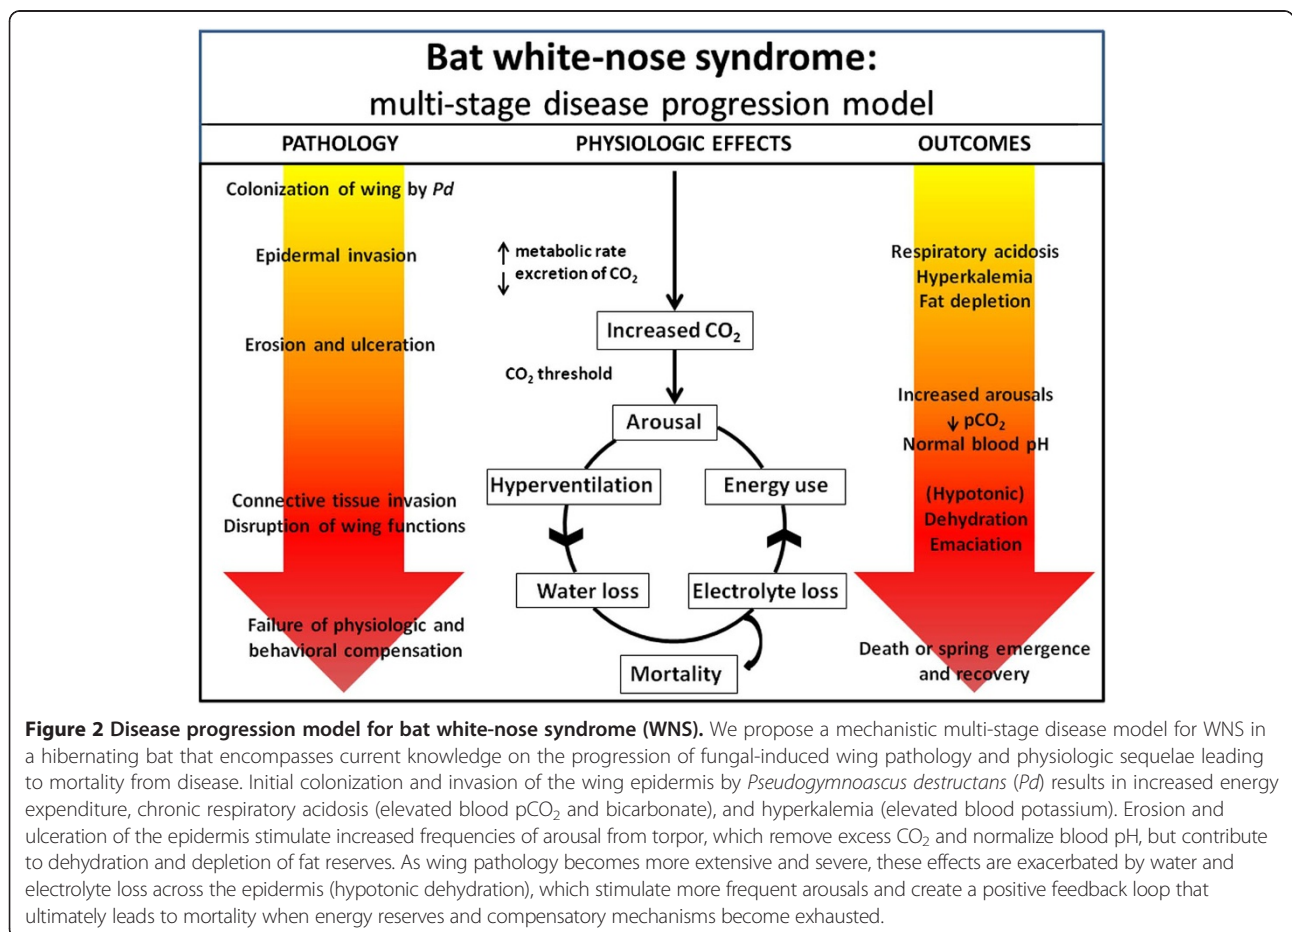 Bat white-nose syndrome:
multi-stage disease progression model
PATHOLOGY
PHYSIOLOGIC EFFECTS
OUTCOMES
Colonization of wing by Pd
Epidermal invasion
Erosion and ulceration
Connective tissue invasion
Disruption of wing functions
Failure of physiologic and
behavioral compensation
↑ metabolic rate
↓ excretion of CO₂
Increased CO₂
CO₂ threshold
Arousal
Hyperventilation
Energy use
Water loss
Electrolyte loss
Mortality
Respiratory acidosis
Hyperkalemia
Fat depletion
Increased arousals
↓ pCO₂
Normal blood pH
(Hypotonic)
Dehydration
Emaciation
Death or spring emergence
and recovery
Figure 2 Disease progression model for bat white-nose syndrome (WNS). We propose a mechanistic multi-stage disease model for WNS in
a hibernating bat that encompasses current knowledge on the progression of fungal-induced wing pathology and physiologic sequelae leading
to mortality from disease. Initial colonization and invasion of the wing epidermis by Pseudogymnoascus destructans (Pd) results in increased energy
expenditure, chronic respiratory acidosis (elevated blood pCO₂ and bicarbonate), and hyperkalemia (elevated blood potassium). Erosion and
ulceration of the epidermis stimulate increased frequencies of arousal from torpor, which remove excess CO₂ and normalize blood pH, but contribute
to dehydration and depletion of fat reserves. As wing pathology becomes more extensive and severe, these effects are exacerbated by water and
electrolyte loss across the epidermis (hypotonic dehydration), which stimulate more frequent arousals and create a positive feedback loop that
ultimately leads to mortality when energy reserves and compensatory mechanisms become exhausted.